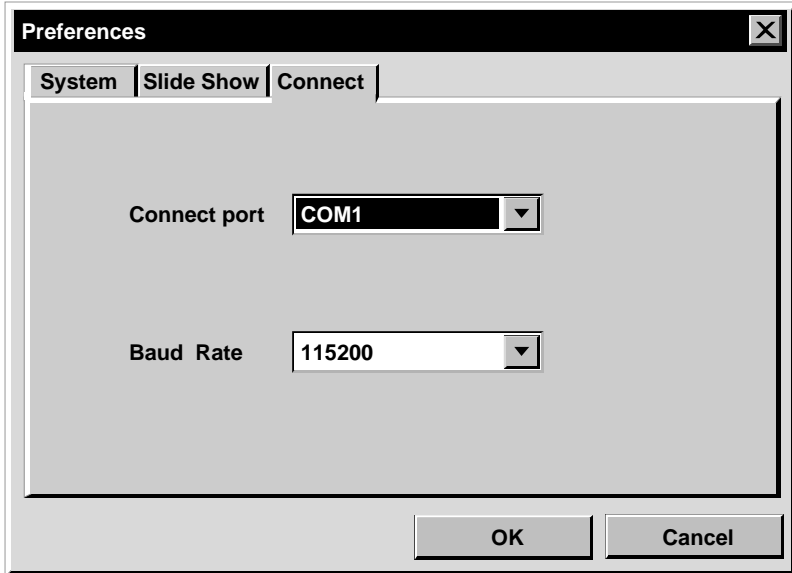 Preferences
System Slide Show Connect
Connect port COM1
Baud Rate 115200
OK Cancel